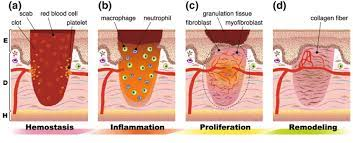 (a) scab red blood cell
clot platelet
(b) macrophage neutrophil
(c) granulation tissue
fibroblast myofibroblast
(d) collagen fiber
E
D
H
Hemostasis Inflammation Proliferation Remodeling